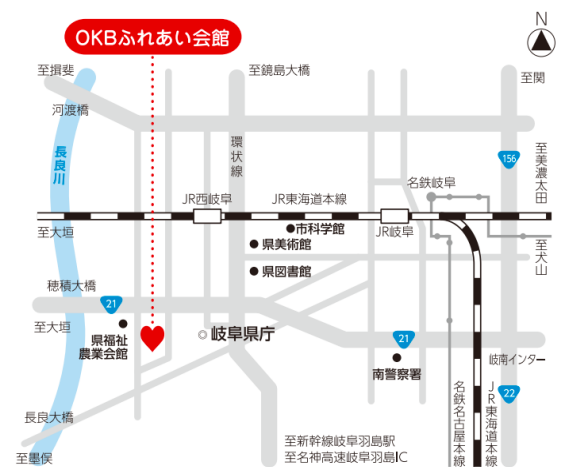 N
OKBふれあい会館
至揖斐
至鏡島大橋
至関
河渡橋
長良川
環状線
156
至美濃太田
名鉄岐阜
JR西岐阜
JR東海道本線
市科学館
JR岐阜
至大垣
県美術館
至犬山
県図書館
穂積大橋
21
至大垣
県福祉
農業会館
岐阜県庁
21
岐南インター
南警察署
22
名鉄名古屋本線
JR東海道本線
長良大橋
至墨俣
至新幹線岐阜羽島駅
至名神高速岐阜羽島IC